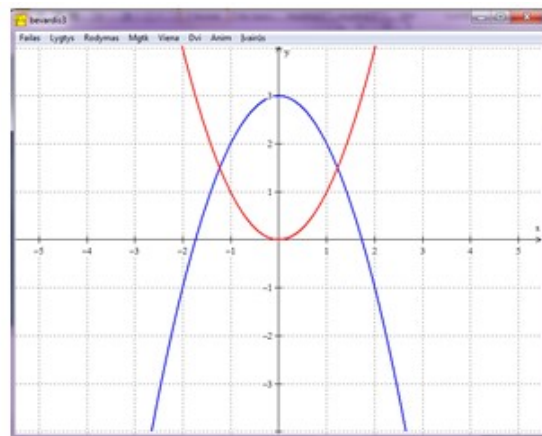 bevardis3
Failas Lygtys Rodymas Mgtk Viena Dvi Anim Įvairūs
y
3
2
1
x
-5 -4 -3 -2 -1 1 2 3 4 5
-1
-2
-3